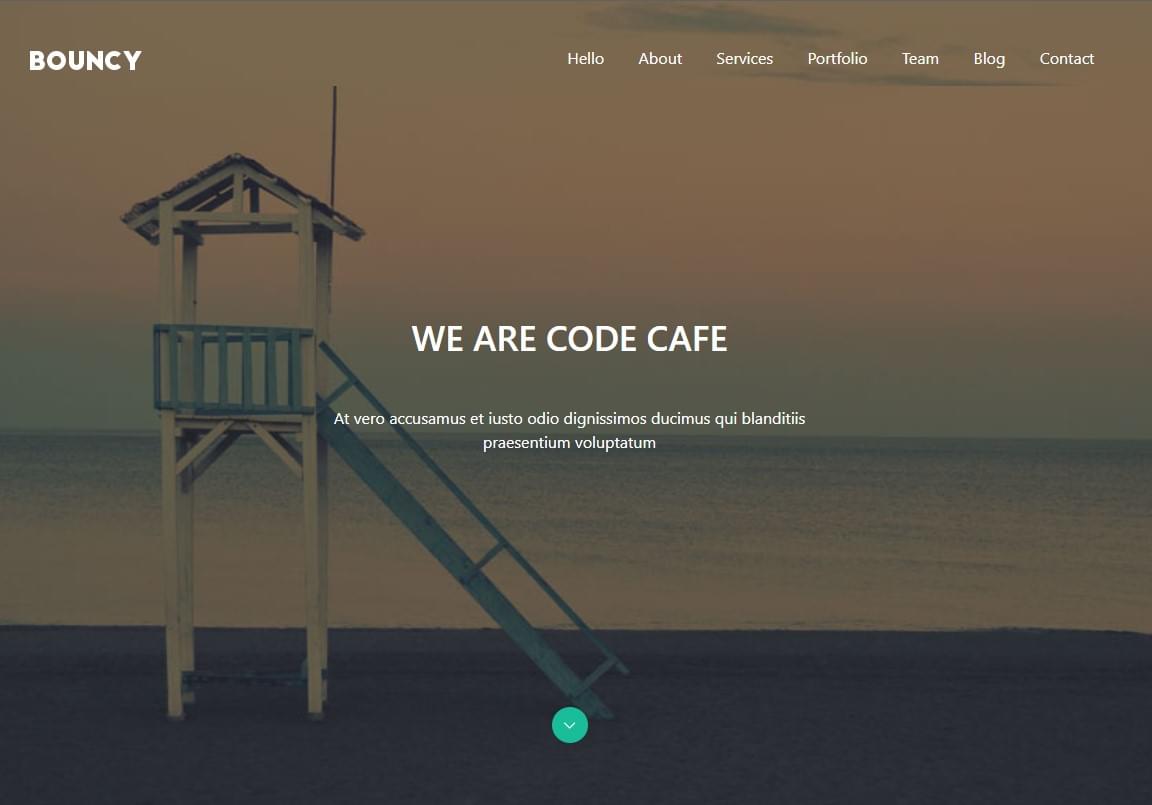 BOUNCY
Hello About Services Portfolio Team Blog Contact
WE ARE CODE CAFE
At vero accusamus et iusto odio dignissimos ducimus qui blanditiis
praesentium voluptatum